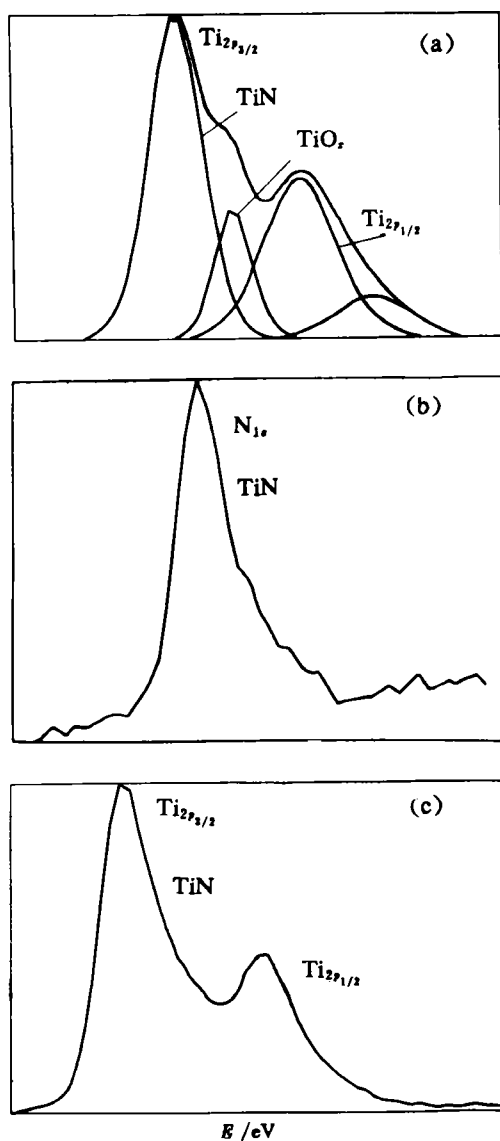 Ti₂ₚ₃/₂ (a)
TiN
TiOₓ
Ti₂ₚ₁/₂
(b)
N₁ₛ
TiN
Ti₂ₚ₃/₂ (c)
TiN
Ti₂ₚ₁/₂
E /eV